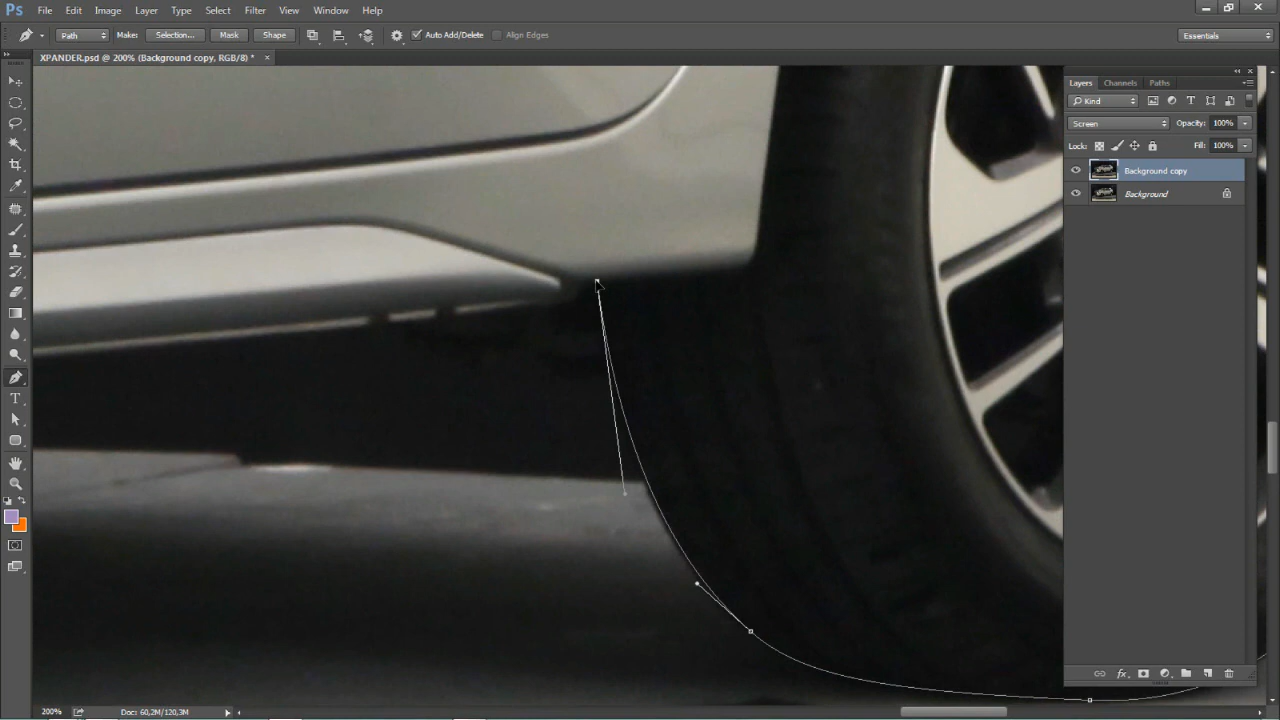 Ps File Edit Image Layer Type Select Filter View Window Help
Path Make: Selection... Mask Shape Auto Add/Delete Align Edges Essentials
XPANDER.psd @ 200% (Background copy, RGB/8) * ×
Layers Channels Paths
Kind
Screen Opacity: 100%
Lock: Fill: 100%
Background copy
Background
200% Doc: 60,2M/120,3M